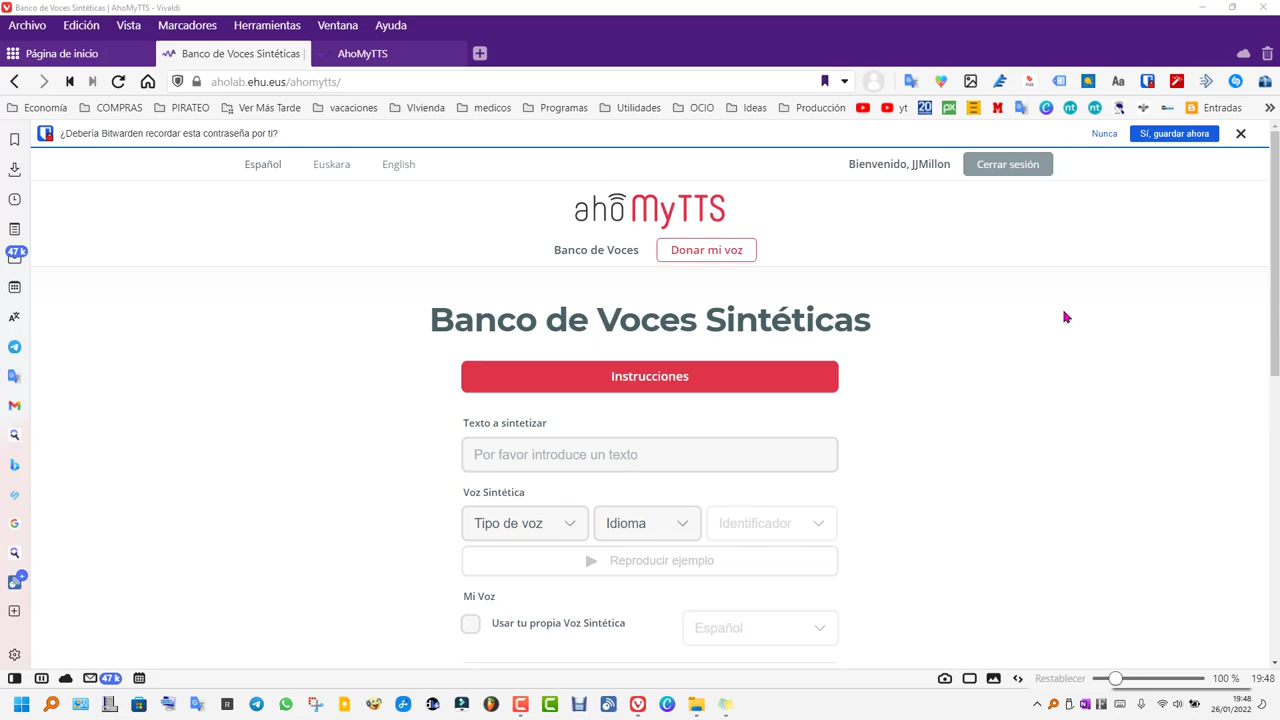 Banco de Voces Sintéticas | AhoMyTTS - Vivaldi
Archivo Edición Vista Marcadores Herramientas Ventana Ayuda
Página de inicio Banco de Voces Sintéticas | AhoMyTTS
aholab.ehu.eus/ahomytts/
Economía COMPRAS PIRATEO Ver Más Tarde vacaciones VIvienda medicos Programas Utilidades OCIO Ideas Producción yt Entradas
¿Debería Bitwarden recordar esta contraseña por ti? Nunca Sí, guardar ahora
Español Euskara English Bienvenido, JJMillon Cerrar sesión
ahoMyTTS
Banco de Voces Donar mi voz
Banco de Voces Sintéticas
Instrucciones
Texto a sintetizar
Por favor introduce un texto
Voz Sintética
Tipo de voz Idioma Identificador
Reproducir ejemplo
Mi Voz
Usar tu propia Voz Sintética Español
47 k
47 k Restablecer 100 % 19:48
19:48
26/01/2022